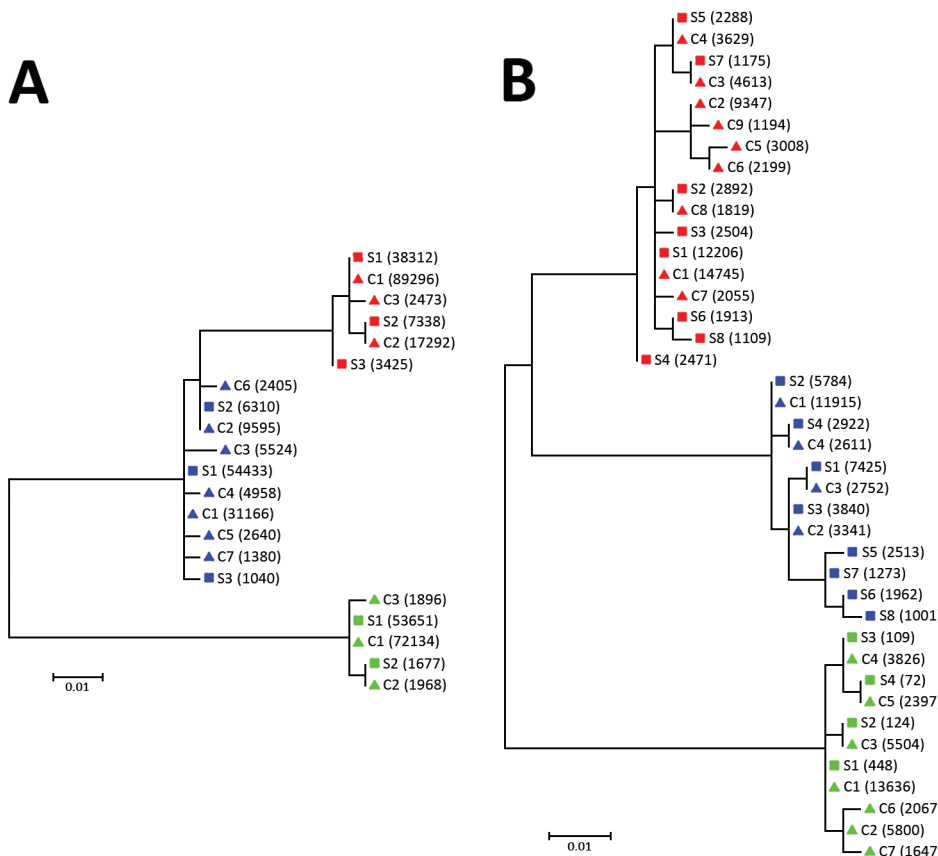 A
S1 (38312)
C1 (89296)
C3 (2473)
S2 (7338)
C2 (17292)
S3 (3425)
C6 (2405)
S2 (6310)
C2 (9595)
C3 (5524)
S1 (54433)
C4 (4958)
C1 (31166)
C5 (2640)
C7 (1380)
S3 (1040)
C3 (1896)
S1 (53651)
C1 (72134)
S2 (1677)
C2 (1968)
0.01
B
S5 (2288)
C4 (3629)
S7 (1175)
C3 (4613)
C2 (9347)
C9 (1194)
C5 (3008)
C6 (2199)
S2 (2892)
C8 (1819)
S3 (2504)
S1 (12206)
C1 (14745)
C7 (2055)
S6 (1913)
S8 (1109)
S4 (2471)
S2 (5784)
C1 (11915)
S4 (2922)
C4 (2611)
S1 (7425)
C3 (2752)
S3 (3840)
C2 (3341)
S5 (2513)
S7 (1273)
S6 (1962)
S8 (1001
S3 (109)
C4 (3826)
S4 (72)
C5 (2397
S2 (124)
C3 (5504)
S1 (448)
C1 (13636)
C6 (2067
C2 (5800)
C7 (1647
0.01